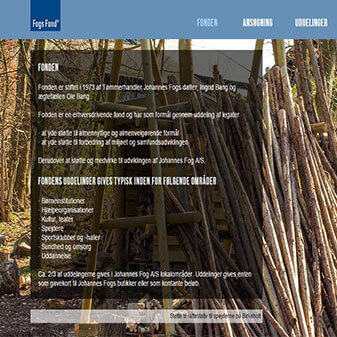 Fogs Fond
FONDEN
ANSØGNING
UDDELINGER
FONDEN
Fonden er stiftet i 1973 af Tømmerhandler Johannes Fogs datter, Ingrid Bang og
ægtefællen Ole Bang.
Fonden er en erhvervsdrivende fond og har som formål gennem uddeling af legater
- at yde støtte til almennyttige og almenvelgørende formål
- at yde støtte til forbedring af miljøet og samfundsudviklingen
Derudover at støtte og medvirke til udviklingen af Johannes Fog A/S.
FONDENS UDDELINGER GIVES TYPISK INDEN FOR FØLGENDE OMRÅDER
- Børneinstitutioner
- Hjælpeorganisationer
- Kultur, teater
- Spejdere
- Sportsklubber og -haller
- Sundhed og omsorg
- Uddannelse
Ca. 2/3 af uddelingerne gives i Johannes Fog A/S lokalområder. Uddelinger gives enten
som gavekort til Johannes Fogs butikker eller som kontante beløb.
Støtte til raftestativ til spejderne på Birkeholt